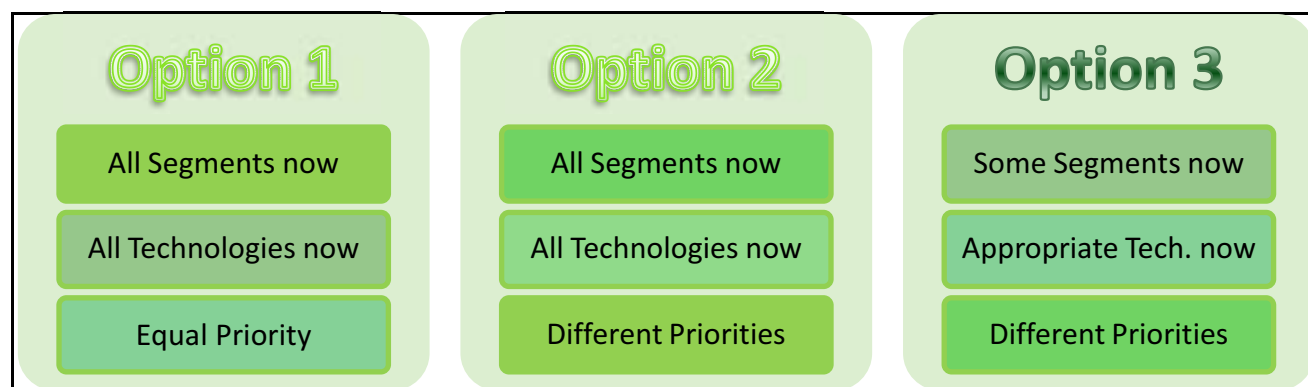 Option 1
All Segments now
All Technologies now
Equal Priority
Option 2
All Segments now
All Technologies now
Different Priorities
Option 3
Some Segments now
Appropriate Tech. now
Different Priorities